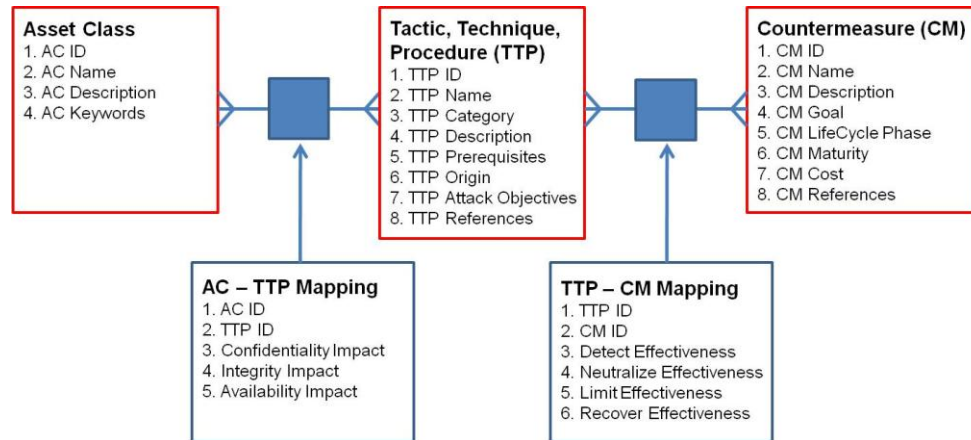 Asset Class
1. AC ID
2. AC Name
3. AC Description
4. AC Keywords
Tactic, Technique,
Procedure (TTP)
1. TTP ID
2. TTP Name
3. TTP Category
4. TTP Description
5. TTP Prerequisites
6. TTP Origin
7. TTP Attack Objectives
8. TTP References
Countermeasure (CM)
1. CM ID
2. CM Name
3. CM Description
4. CM Goal
5. CM LifeCycle Phase
6. CM Maturity
7. CM Cost
8. CM References
AC – TTP Mapping
1. AC ID
2. TTP ID
3. Confidentiality Impact
4. Integrity Impact
5. Availability Impact
TTP – CM Mapping
1. TTP ID
2. CM ID
3. Detect Effectiveness
4. Neutralize Effectiveness
5. Limit Effectiveness
6. Recover Effectiveness